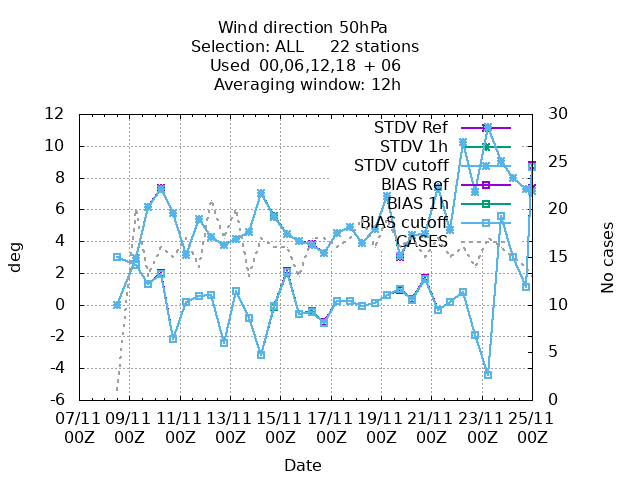 Wind direction 50hPa
Selection: ALL 22 stations
Used 00,06,12,18 + 06
Averaging window: 12h
12
10
8
6
4
2
0
-2
-4
-6
deg
30
25
20
15
10
5
0
No cases
STDV Ref
STDV 1h
STDV cutoff
BIAS Ref
BIAS 1h
BIAS cutoff
CASES
07/11 09/11 11/11 13/11 15/11 17/11 19/11 21/11 23/11 25/11
00Z 00Z 00Z 00Z 00Z 00Z 00Z 00Z 00Z 00Z
Date